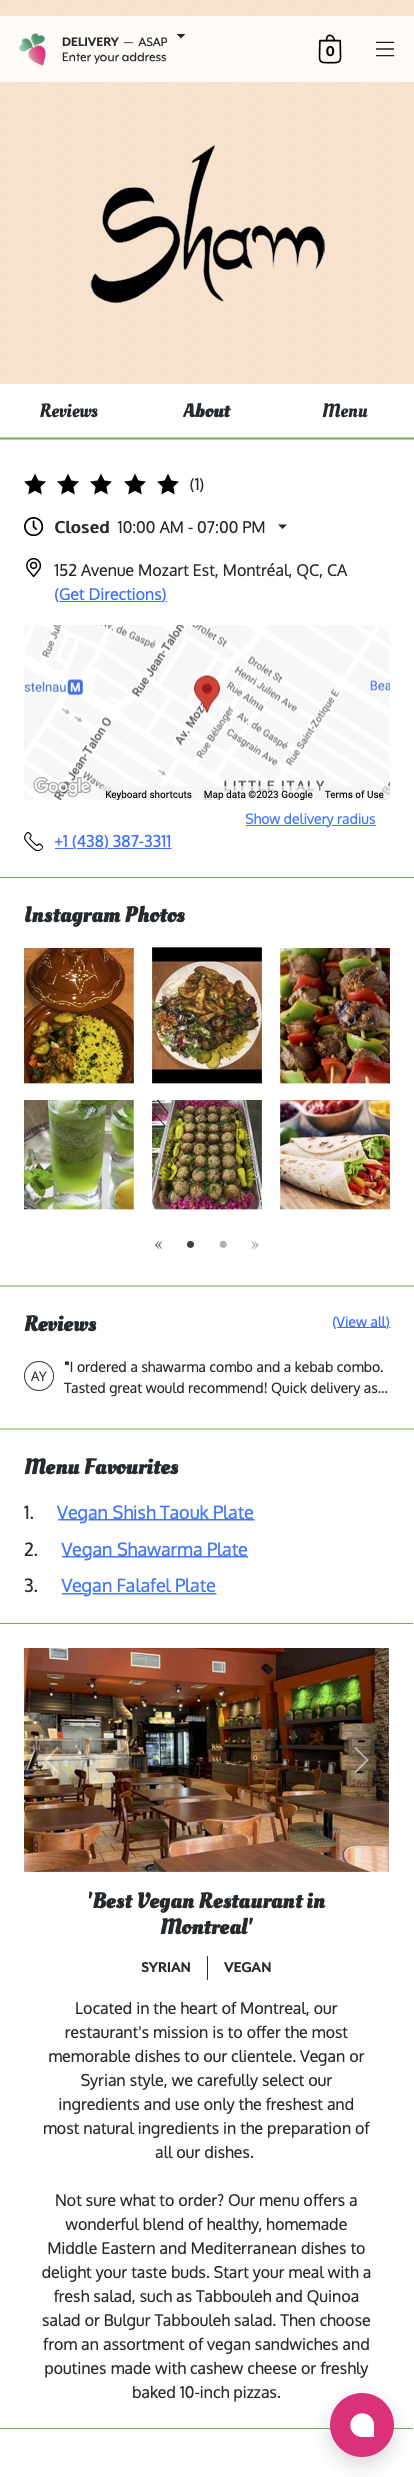 DELIVERY — ASAP
Enter your address
0
Sham
Reviews
About
Menu
(1)
Closed 10:00 AM - 07:00 PM
152 Avenue Mozart Est, Montréal, QC, CA
(Get Directions)
Rue Jul
v. de Gaspé
Rue Jean-Talon
Drolet St
Drolet St
Henri Julien Ave
Rue Alma
stelnau M
Bea
Av. Moz
Rue Bélanger
Av. de Gaspé
Casgrain Ave
Rue Saint-Zotique E
Rue Jean-Talon O
Waver
LITTLE ITALY
Google
Keyboard shortcuts
Map data ©2023 Google
Terms of Use
Show delivery radius
+1 (438) 387-3311
Instagram Photos
« »
Reviews
(View all)
AY
"I ordered a shawarma combo and a kebab combo.
Tasted great would recommend! Quick delivery as...
Menu Favourites
1. Vegan Shish Taouk Plate
2. Vegan Shawarma Plate
3. Vegan Falafel Plate
'Best Vegan Restaurant in
Montreal'
SYRIAN | VEGAN
Located in the heart of Montreal, our
restaurant's mission is to offer the most
memorable dishes to our clientele. Vegan or
Syrian style, we carefully select our
ingredients and use only the freshest and
most natural ingredients in the preparation of
all our dishes.
Not sure what to order? Our menu offers a
wonderful blend of healthy, homemade
Middle Eastern and Mediterranean dishes to
delight your taste buds. Start your meal with a
fresh salad, such as Tabbouleh and Quinoa
salad or Bulgur Tabbouleh salad. Then choose
from an assortment of vegan sandwiches and
poutines made with cashew cheese or freshly
baked 10-inch pizzas.